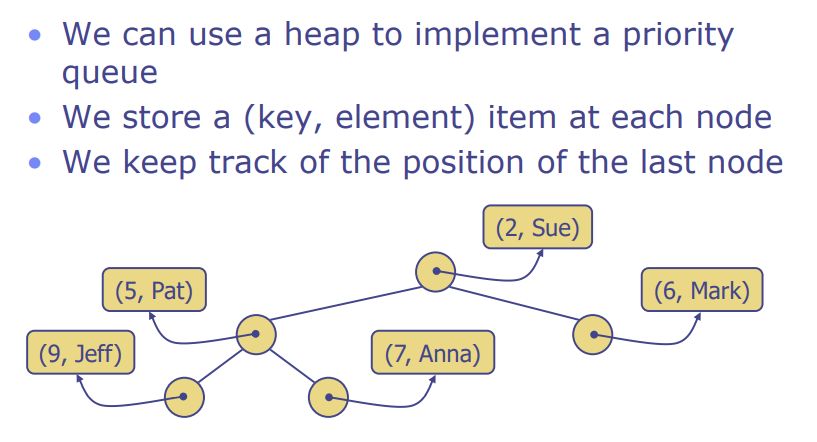 We can use a heap to implement a priority
queue
We store a (key, element) item at each node
We keep track of the position of the last node
(2, Sue)
(5, Pat)
(6, Mark)
(9, Jeff)
(7, Anna)